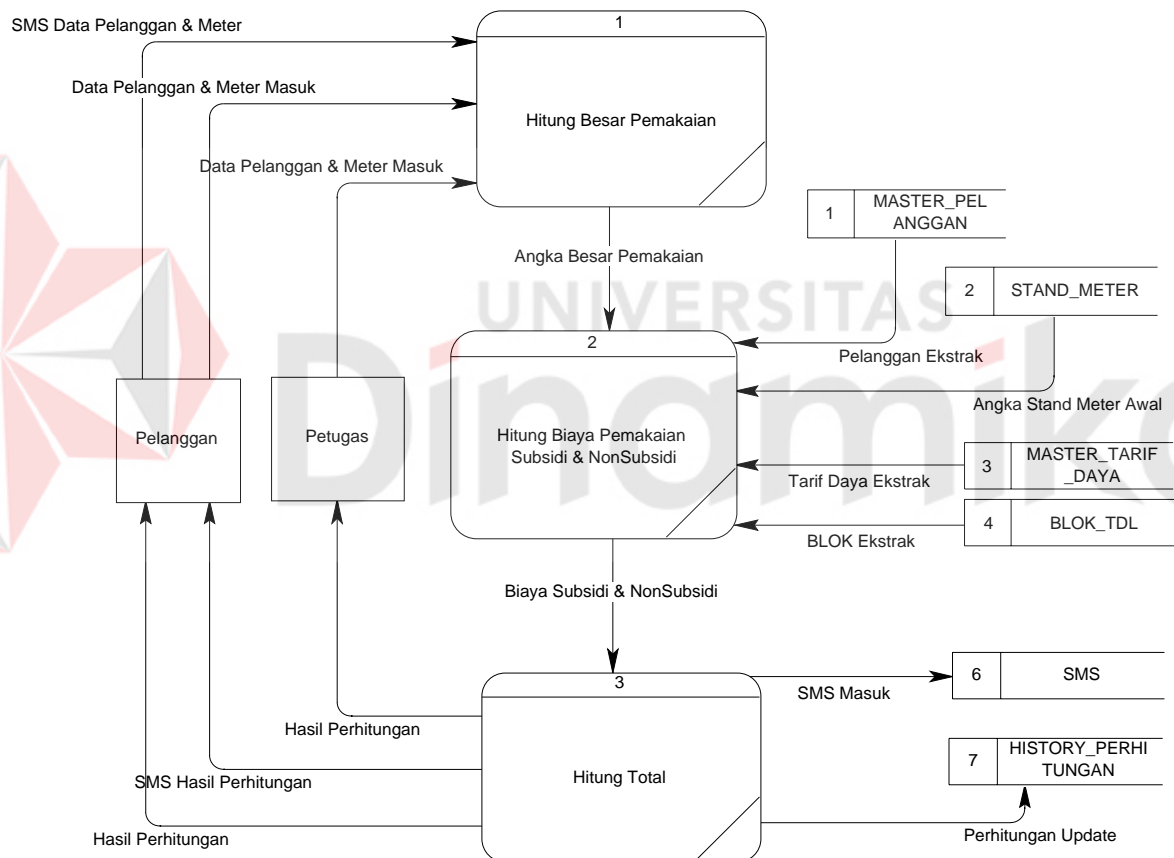 1
SMS Data Pelanggan & Meter
Data Pelanggan & Meter Masuk
Hitung Besar Pemakaian
Data Pelanggan & Meter Masuk
1
MASTER_PEL
ANGGAN
Angka Besar Pemakaian
2
STAND_METER
UNIVERSITAS
Dinamika
2
Pelanggan Ekstrak
Angka Stand Meter Awal
Pelanggan
Petugas
Hitung Biaya Pemakaian
Subsidi & NonSubsidi
3
MASTER_TARIF
_DAYA
Tarif Daya Ekstrak
4
BLOK_TDL
BLOK Ekstrak
Biaya Subsidi & NonSubsidi
3
6
SMS
SMS Masuk
Hasil Perhitungan
7
HISTORY_PERHI
TUNGAN
SMS Hasil Perhitungan
Hitung Total
Hasil Perhitungan
Perhitungan Update